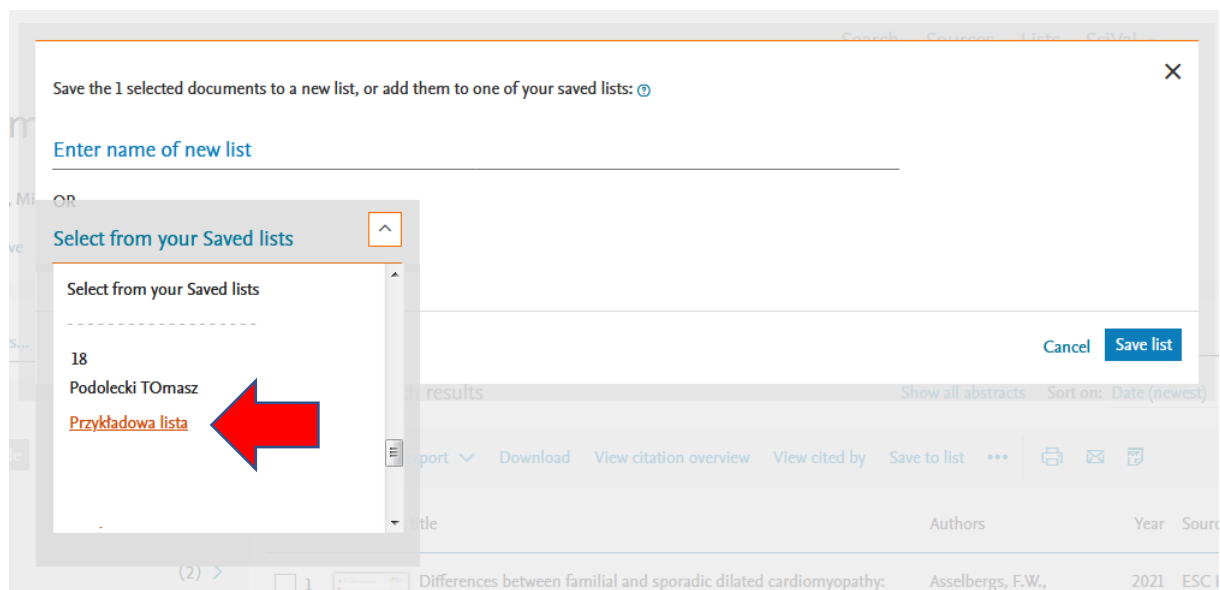 Search Sources Lists SciVal
Save the 1 selected documents to a new list, or add them to one of your saved lists:
Enter name of new list
, Mi
OR
Select from your Saved lists
ve
Select from your Saved lists
s...
18
Cancel Save list
Podolecki TOmasz
results
Show all abstracts Sort on: Date (newest)
Przykładowa lista
port Download View citation overview View cited by Save to list •••
title
Authors Year Sourc
(2) >
1 Differences between familial and sporadic dilated cardiomyopathy: Asselbergs, F.W., 2021 ESC